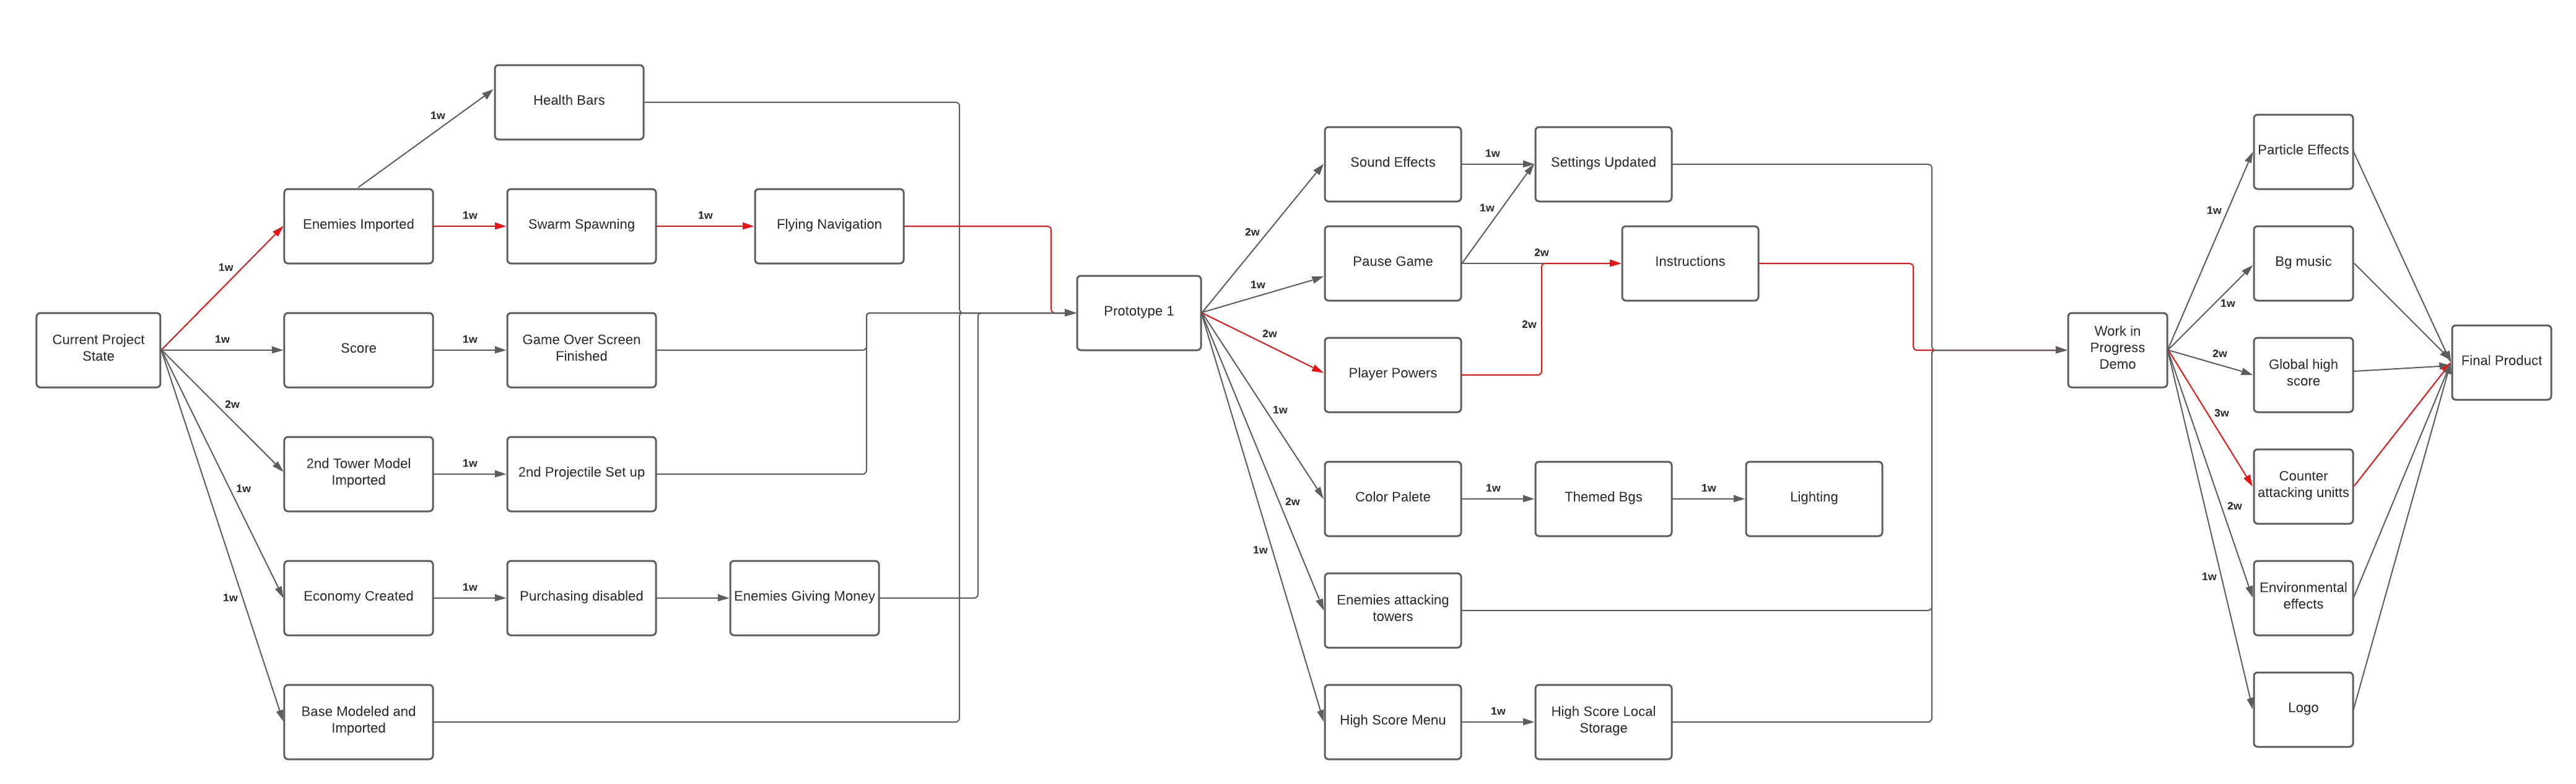 Health Bars
1w
Enemies Imported
1w
Swarm Spawning
1w
Flying Navigation
1w
Current Project
State
1w
Score
1w
Game Over Screen
Finished
2w
2nd Tower Model
Imported
1w
2nd Projectile Set up
1w
Economy Created
1w
Purchasing disabled
Enemies Giving Money
1w
Base Modeled and
Imported
Prototype 1
2w
Sound Effects
1w
Settings Updated
1w
1w
Pause Game
2w
Instructions
2w
Player Powers
2w
1w
Color Palete
1w
Themed Bgs
1w
Lighting
2w
Enemies attacking
towers
1w
High Score Menu
1w
High Score Local
Storage
Work in
Progress
Demo
1w
Particle Effects
1w
Bg music
2w
Global high
score
3w
Counter
attacking unitts
2w
Environmental
effects
1w
Logo
Final Product